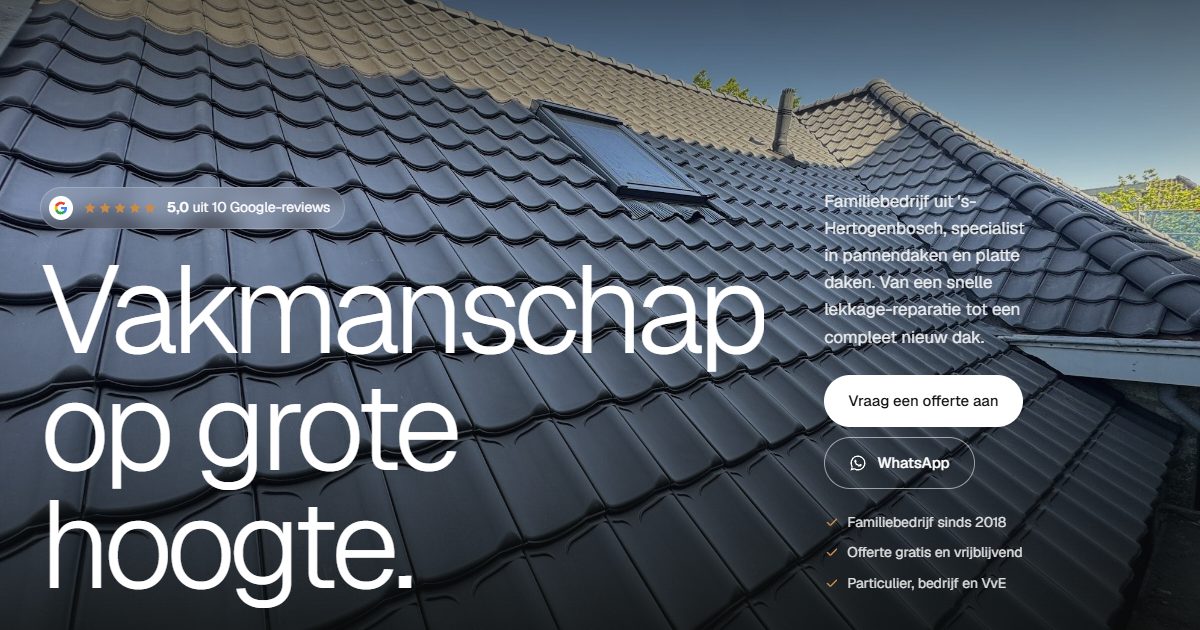 5,0 uit 10 Google-reviews
Vakmanschap
op grote
hoogte.
Familiebedrijf uit 's-
Hertogenbosch, specialist
in pannendaken en platte
daken. Van een snelle
lekkage-reparatie tot een
compleet nieuw dak.
Vraag een offerte aan
WhatsApp
Familiebedrijf sinds 2018
Offerte gratis en vrijblijvend
Particulier, bedrijf en VvE